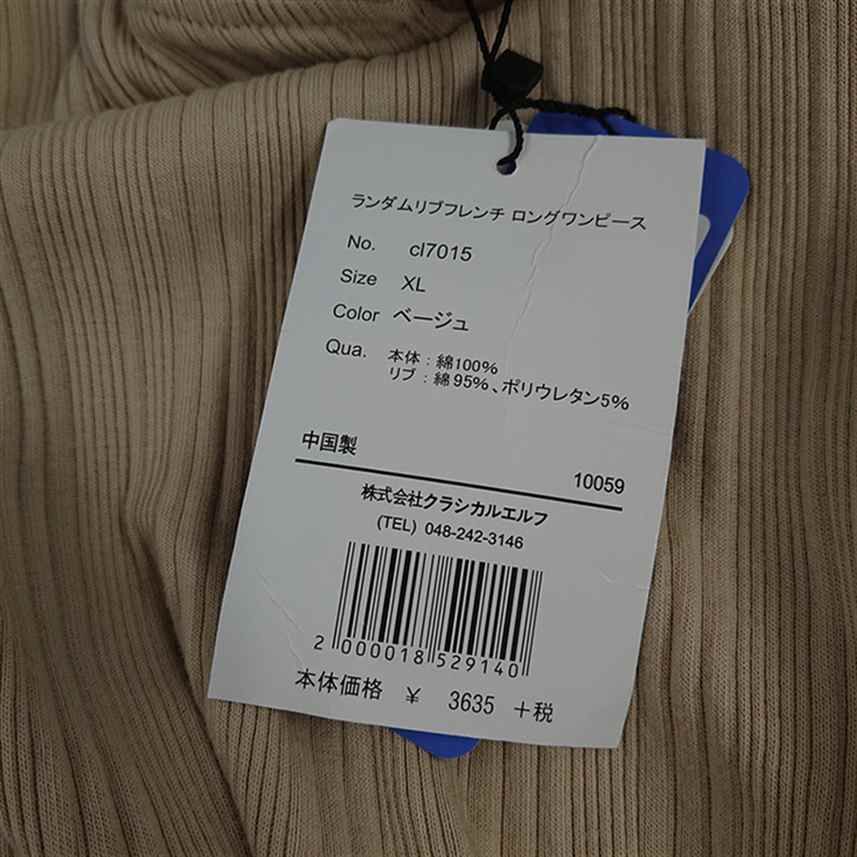 ランダムリブフレンチ ロングワンピース
No. cl7015
Size XL
Color ベージュ
Qua. 本体：綿100%
リブ：綿95%、ポリウレタン5%
中国製 10059
株式会社クラシカルエルフ
(TEL) 048-242-3146
2 000018 529140
本体価格 ￥ 3635 +税